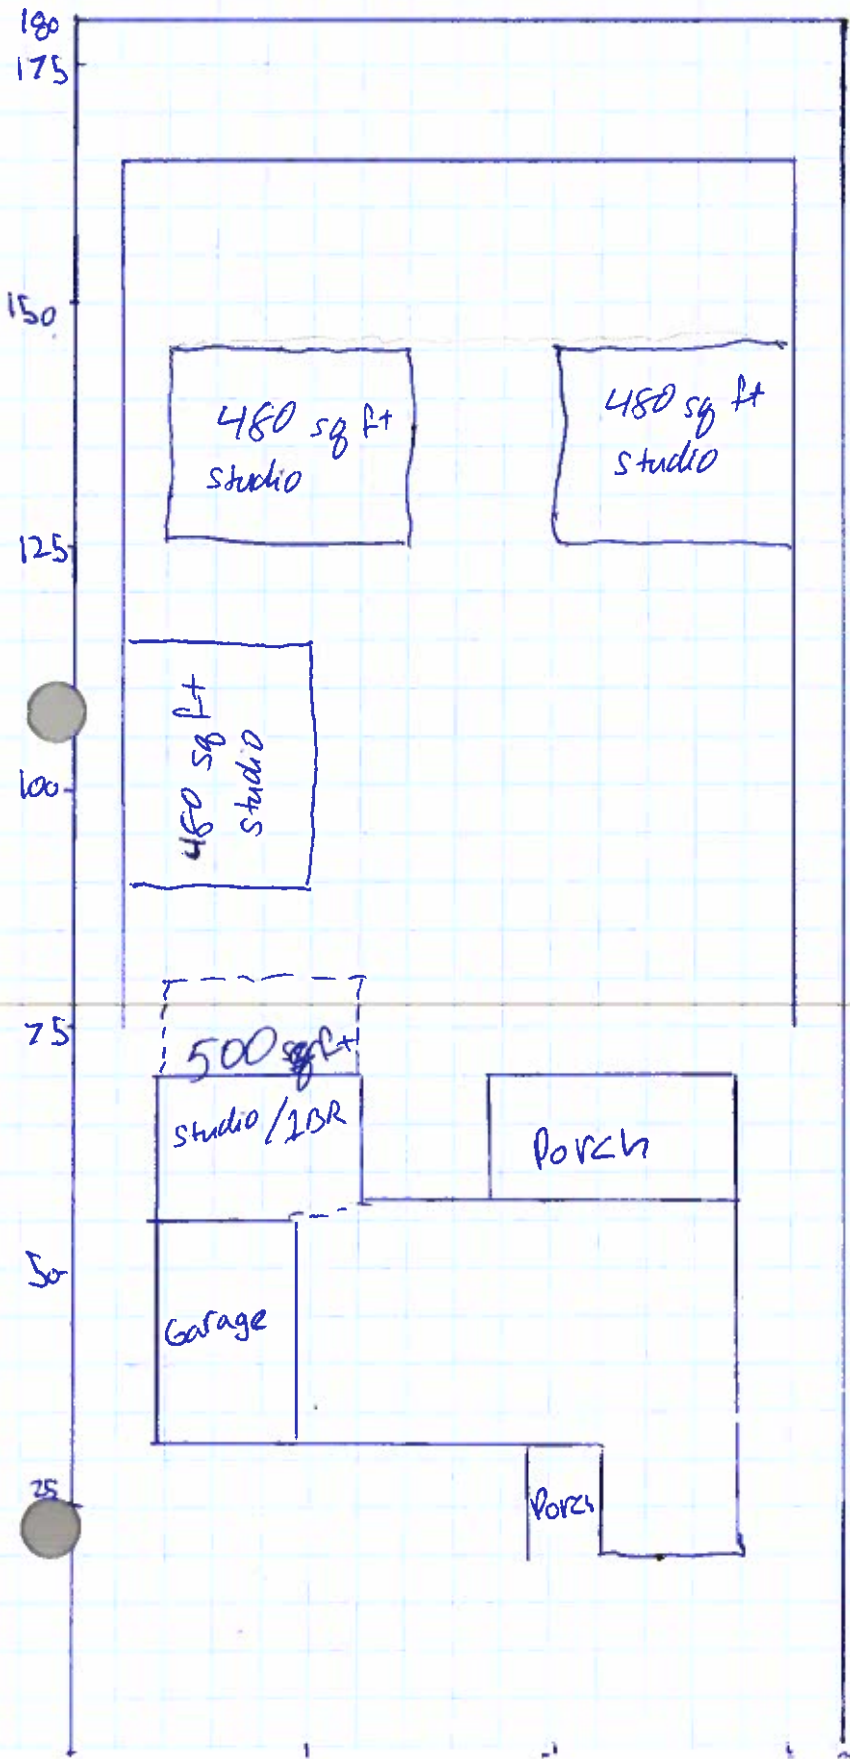 180
175
150
480 sq ft
studio
480 sq ft
studio
125
480 sq ft
studio
100
75
500 sq ft
studio/1BR
Porch
50
Garage
25
Porch